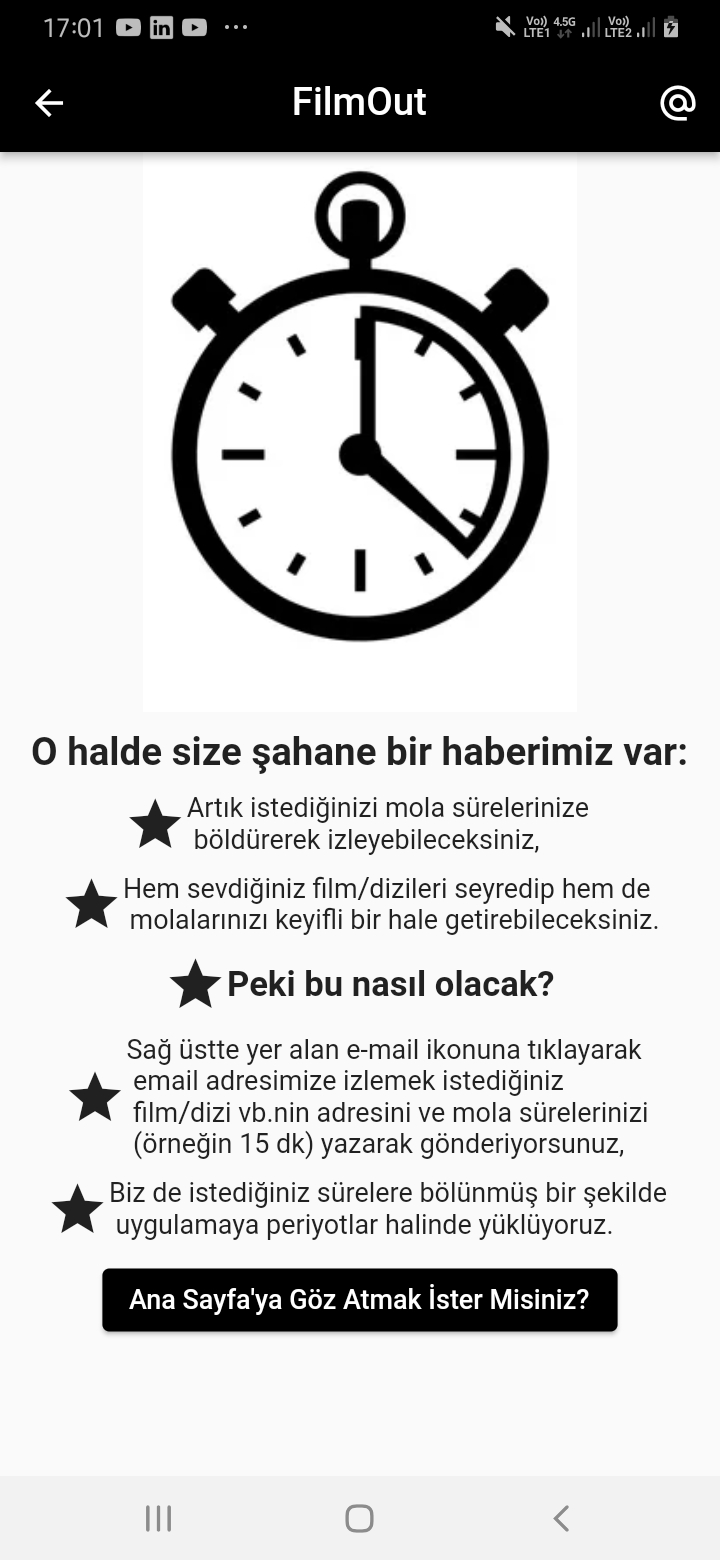 17:01
Vo)) 4.5G Vo))
LTE1 LTE2
FilmOut
O halde size şahane bir haberimiz var:
Artık istediğinizi mola sürelerinize
böldürerek izleyebileceksiniz,
Hem sevdiğiniz film/dizileri seyredip hem de
molalarınızı keyifli bir hale getirebileceksiniz.
Peki bu nasıl olacak?
Sağ üstte yer alan e-mail ikonuna tıklayarak
email adresimize izlemek istediğiniz
film/dizi vb.nin adresini ve mola sürelerinizi
(örneğin 15 dk) yazarak gönderiyorsunuz,
Biz de istediğiniz sürelere bölünmüş bir şekilde
uygulamaya periyotlar halinde yüklüyoruz.
Ana Sayfa'ya Göz Atmak İster Misiniz?